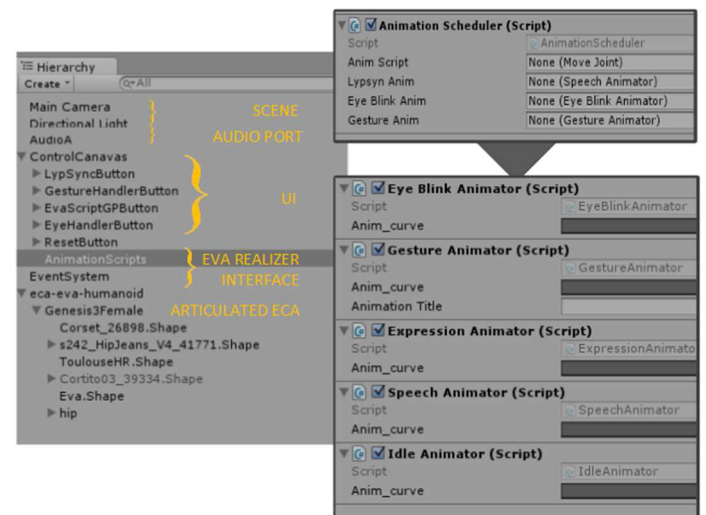 Hierarchy
Create
All
Main Camera
SCENE
Directional Light
AudioA
AUDIO PORT
ControlCanavas
LypSyncButton
GestureHandlerButton
UI
EvaScriptGPButton
EyeHandlerButton
ResetButton
AnimationScripts
EVA REALIZER
EventSystem
INTERFACE
eca-eva-humanoid
Genesis3Female
ARTICULATED ECA
Corset_26898.Shape
s242_HipJeans_V4_41771.Shape
ToulouseHR.Shape
Cortito03_39334.Shape
Eva.Shape
hip
Animation Scheduler (Script)
Script AnimationScheduler
Anim Script None (Move Joint)
Lypsyn Anim None (Speech Animator)
Eye Blink Anim None (Eye Blink Animator)
Gesture Anim None (Gesture Animator)
Eye Blink Animator (Script)
Script EyeBlinkAnimator
Anim_curve
Gesture Animator (Script)
Script GestureAnimator
Anim_curve
Animation Title
Expression Animator (Script)
Script ExpressionAnimato
Anim_curve
Speech Animator (Script)
Script SpeechAnimator
Anim_curve
Idle Animator (Script)
Script IdleAnimator
Anim_curve